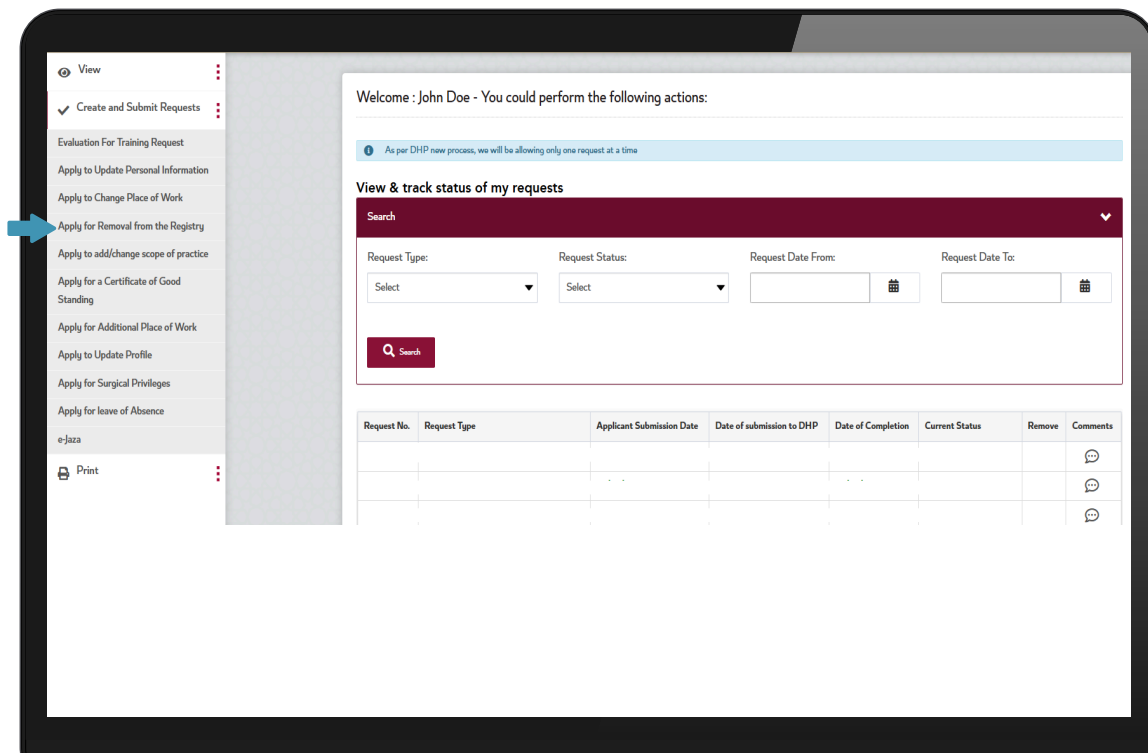 View
Create and Submit Requests
Evaluation For Training Request
Apply to Update Personal Information
Apply to Change Place of Work
Apply for Removal from the Registry
Apply to add/change scope of practice
Apply for a Certificate of Good
Standing
Apply for Additional Place of Work
Apply to Update Profile
Apply for Surgical Privileges
Apply for leave of Absence
e-Jaza
Print
Welcome : John Doe - You could perform the following actions:
As per DHP new process, we will be allowing only one request at a time
View & track status of my requests
Search
Request Type: Request Status: Request Date From: Request Date To:
Select Select
Search
Request No. Request Type Applicant Submission Date Date of submission to DHP Date of Completion Current Status Remove Comments